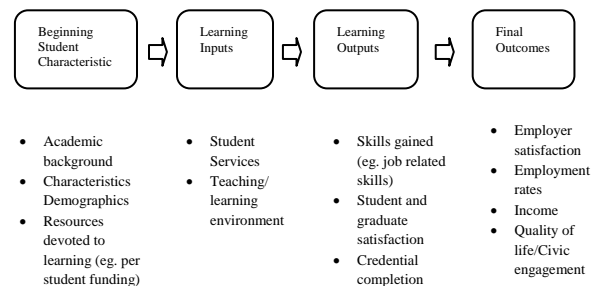 Beginning
Student
Characteristic
Learning
Inputs
Learning
Outputs
Final
Outcomes
• Academic
background
• Characteristics
Demographics
• Resources
devoted to
learning (eg. per
student funding)
• Student
Services
• Teaching/
learning
environment
• Skills gained
(eg. job related
skills)
• Student and
graduate
satisfaction
• Credential
completion
• Employer
satisfaction
• Employment
rates
• Income
• Quality of
life/Civic
engagement